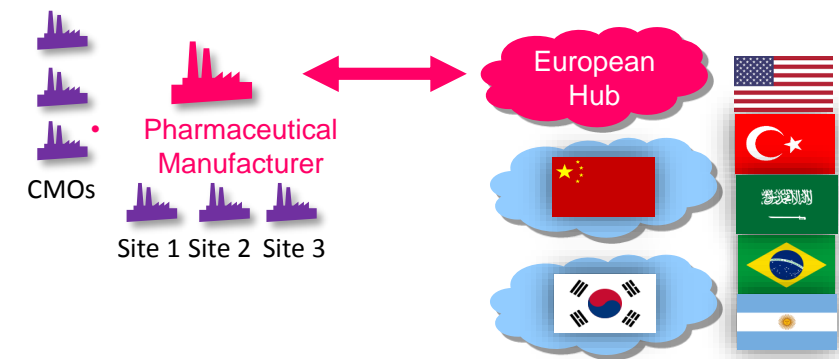 European
Hub
Pharmaceutical
Manufacturer
CMOs
Site 1 Site 2 Site 3